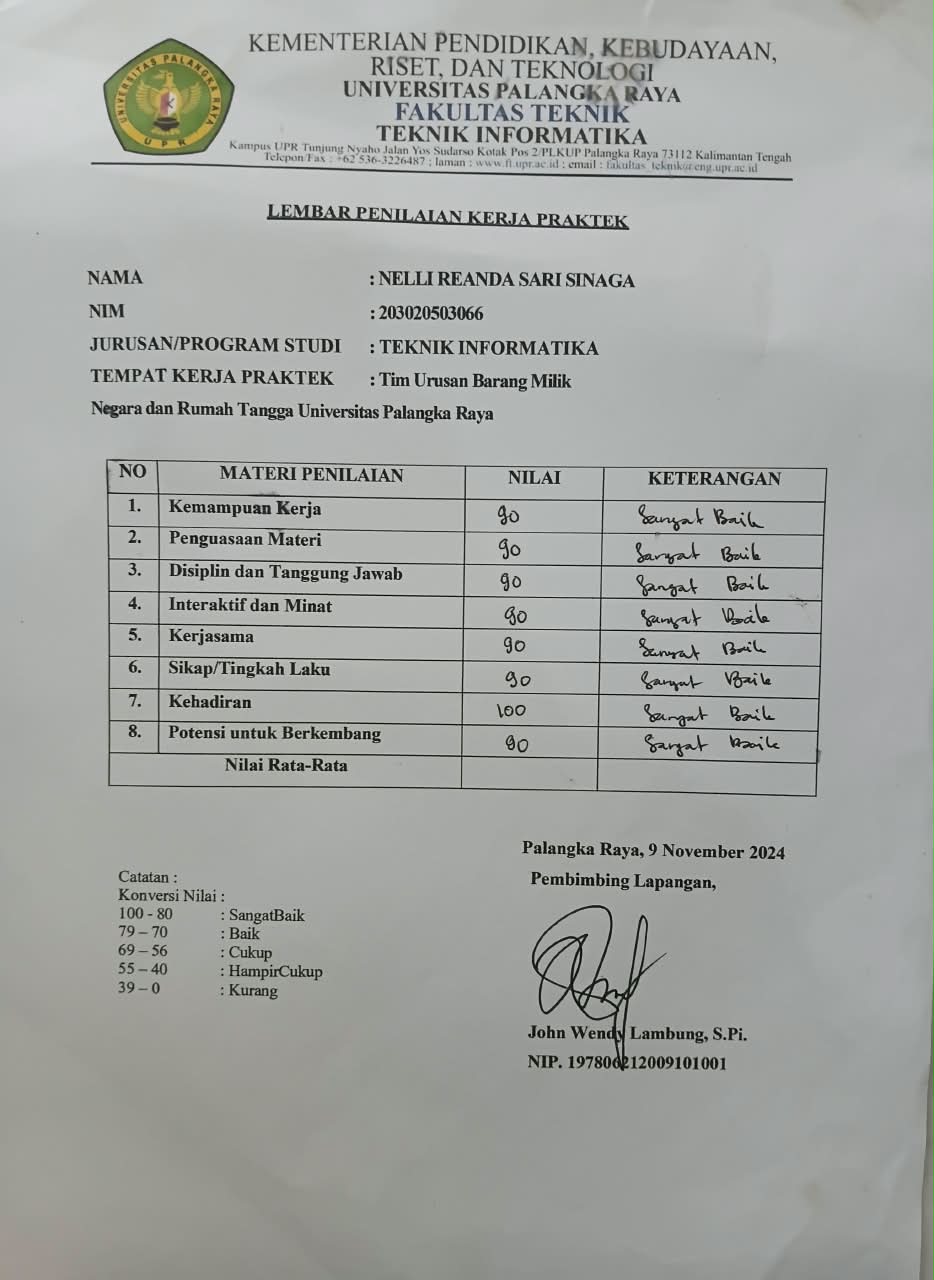 UNIVERSITAS PALANGKA RAYA
UPR
KEMENTERIAN PENDIDIKAN, KEBUDAYAAN,
RISET, DAN TEKNOLOGI
UNIVERSITAS PALANGKA RAYA
FAKULTAS TEKNIK
TEKNIK INFORMATIKA
Kampus UPR Tunjung Nyaho Jalan Yos Sudarso Kotak Pos 2/PLKUP Palangka Raya 73112 Kalimantan Tengah
Telepon/Fax : +62 536-3226487 ; laman : www.ft.upr.ac.id ; email : fakultas_teknik@eng.upr.ac.id
LEMBAR PENILAIAN KERJA PRAKTEK
NAMA : NELLI REANDA SARI SINAGA
NIM : 203020503066
JURUSAN/PROGRAM STUDI : TEKNIK INFORMATIKA
TEMPAT KERJA PRAKTEK : Tim Urusan Barang Milik
Negara dan Rumah Tangga Universitas Palangka Raya
NO MATERI PENILAIAN NILAI KETERANGAN
1. Kemampuan Kerja 90 Sangat Baik
2. Penguasaan Materi 90 Sangat Baik
3. Disiplin dan Tanggung Jawab 90 Sangat Baik
4. Interaktif dan Minat 90 Sangat Baik
5. Kerjasama 90 Sangat Baik
6. Sikap/Tingkah Laku 90 Sangat Baik
7. Kehadiran 100 Sangat Baik
8. Potensi untuk Berkembang 90 Sangat Baik
Nilai Rata-Rata
Palangka Raya, 9 November 2024
Pembimbing Lapangan,
Catatan :
Konversi Nilai :
100 - 80 : SangatBaik
79 – 70 : Baik
69 – 56 : Cukup
55 – 40 : HampirCukup
39 – 0 : Kurang
John Wendy Lambung, S.Pi.
NIP. 197806212009101001